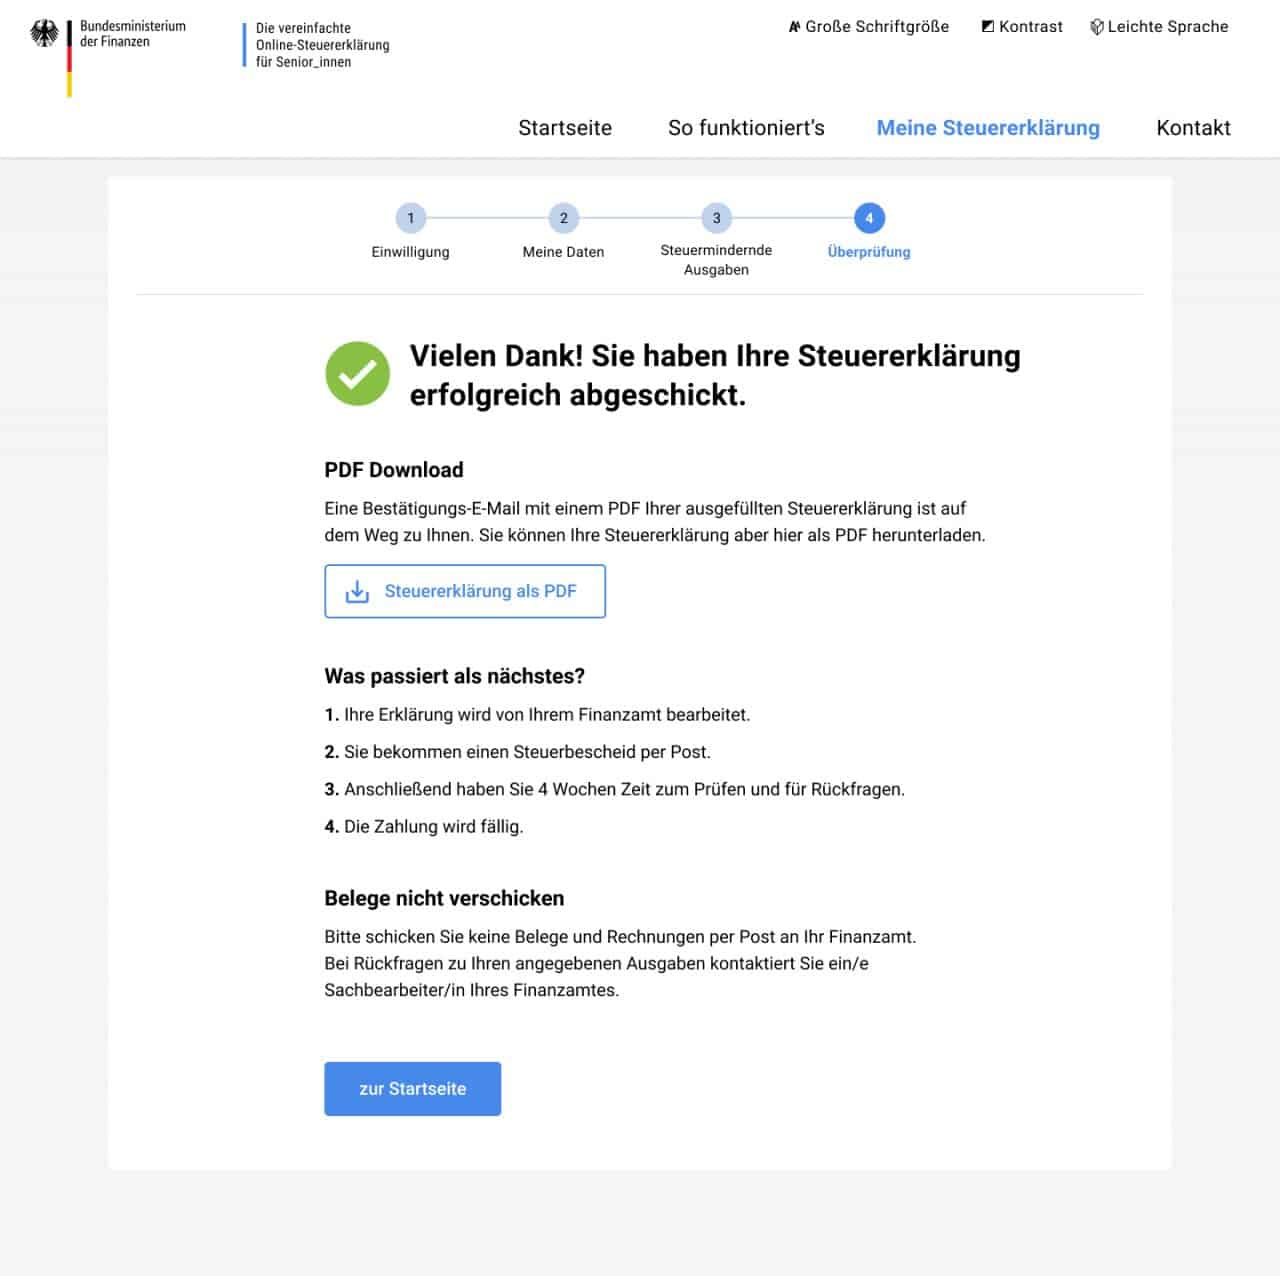 Bundesministerium
der Finanzen
Die vereinfachte
Online-Steuererklärung
für Senior_innen
Große Schriftgröße
Kontrast
Leichte Sprache
Startseite
So funktioniert's
Meine Steuererklärung
Kontakt
1
2
3
4
Einwilligung
Meine Daten
Steuermindernde
Ausgaben
Überprüfung
Vielen Dank! Sie haben Ihre Steuererklärung
erfolgreich abgeschickt.
PDF Download
Eine Bestätigungs-E-Mail mit einem PDF Ihrer ausgefüllten Steuererklärung ist auf
dem Weg zu Ihnen. Sie können Ihre Steuererklärung aber hier als PDF herunterladen.
Steuererklärung als PDF
Was passiert als nächstes?
1. Ihre Erklärung wird von Ihrem Finanzamt bearbeitet.
2. Sie bekommen einen Steuerbescheid per Post.
3. Anschließend haben Sie 4 Wochen Zeit zum Prüfen und für Rückfragen.
4. Die Zahlung wird fällig.
Belege nicht verschicken
Bitte schicken Sie keine Belege und Rechnungen per Post an Ihr Finanzamt.
Bei Rückfragen zu Ihren angegebenen Ausgaben kontaktiert Sie ein/e
Sachbearbeiter/in Ihres Finanzamtes.
zur Startseite